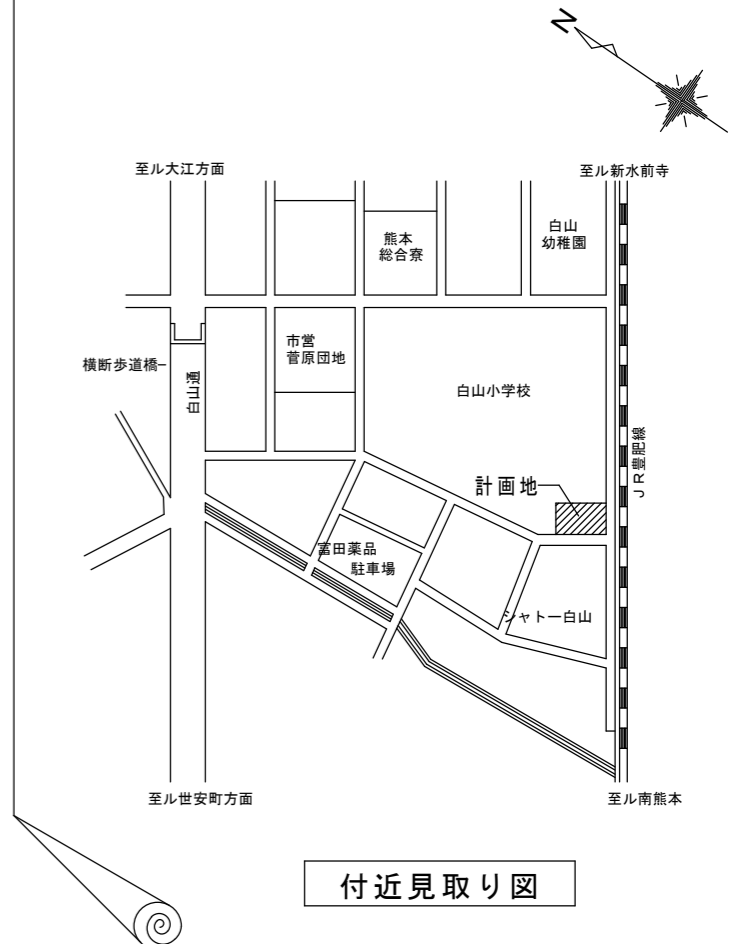 N
至ル大江方面
至ル新水前寺
白山
幼稚園
熊本
総合寮
市営
菅原団地
横断歩道橋
白山通
白山小学校
JR豊肥線
計画地
富田薬品
駐車場
シャトー白山
至ル世安町方面
至ル南熊本
付近見取り図